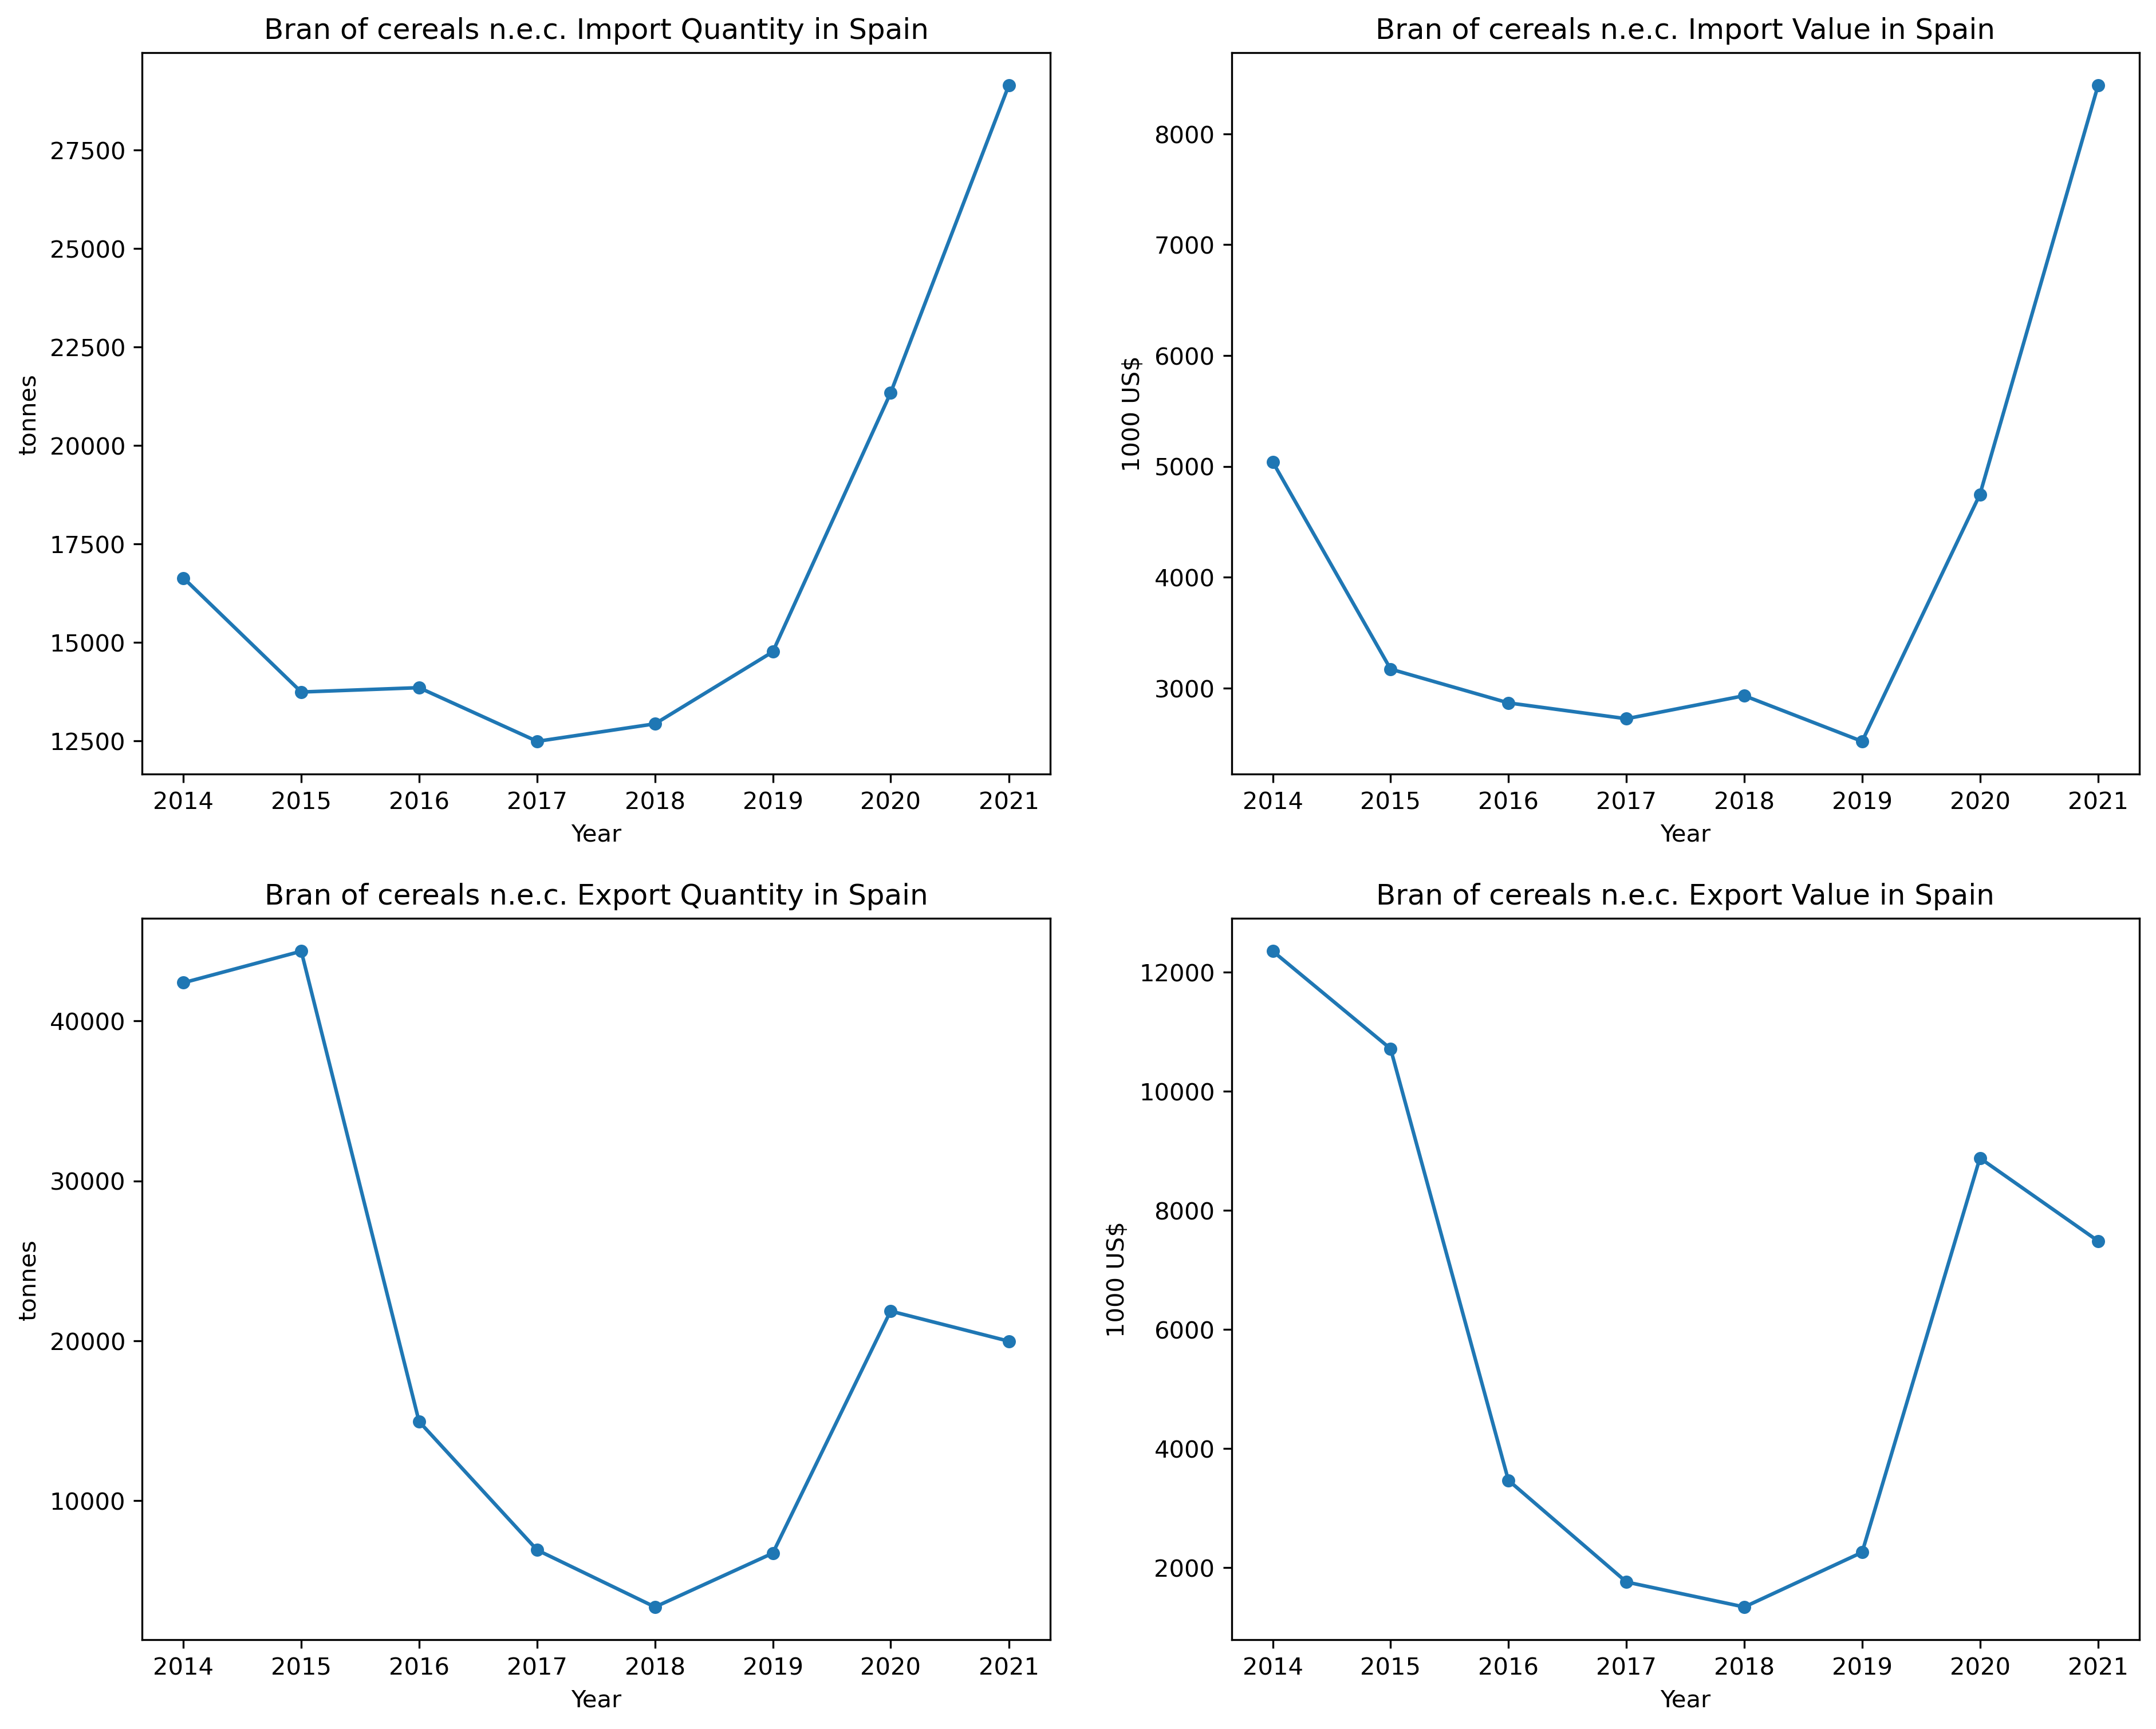 Bran of cereals n.e.c. Import Quantity in Spain
27500
25000
22500
20000
17500
15000
12500
tonnes
2014 2015 2016 2017 2018 2019 2020 2021
Year
Bran of cereals n.e.c. Import Value in Spain
8000
7000
6000
5000
4000
3000
1000 US$
2014 2015 2016 2017 2018 2019 2020 2021
Year
Bran of cereals n.e.c. Export Quantity in Spain
40000
30000
20000
10000
tonnes
2014 2015 2016 2017 2018 2019 2020 2021
Year
Bran of cereals n.e.c. Export Value in Spain
12000
10000
8000
6000
4000
2000
1000 US$
2014 2015 2016 2017 2018 2019 2020 2021
Year